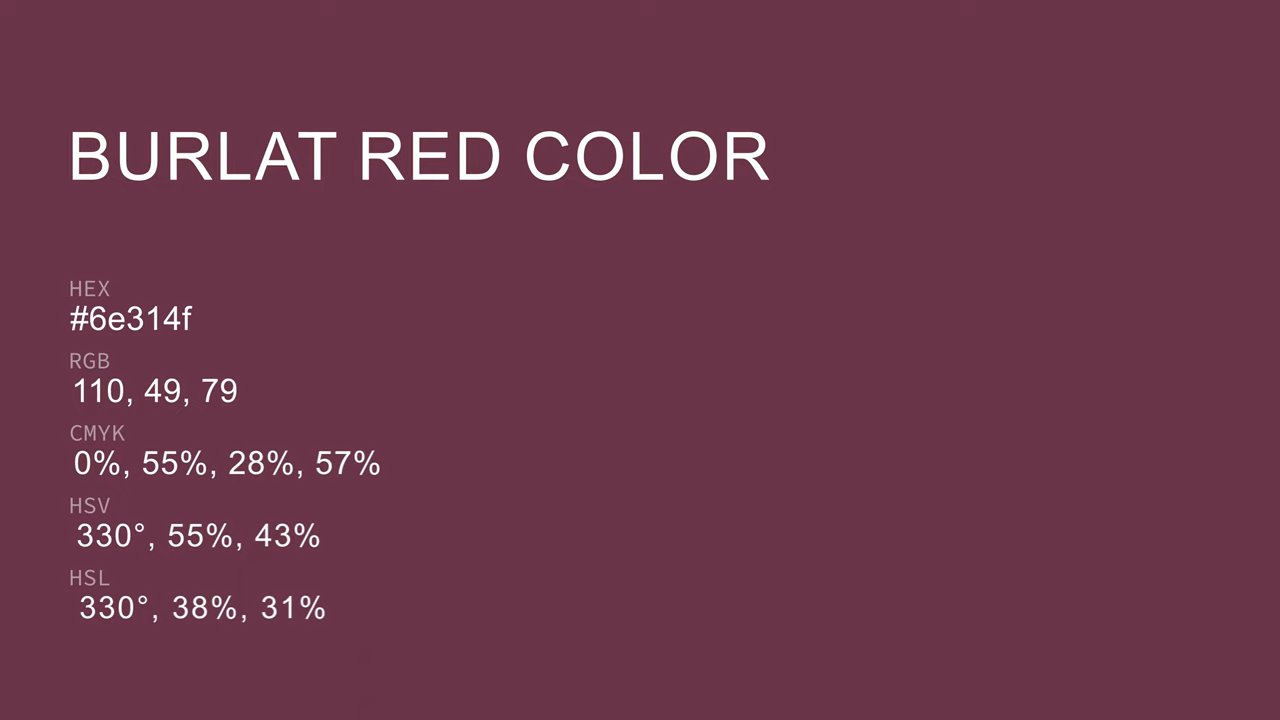 BURLAT RED COLOR
HEX
#6e314f
RGB
110, 49, 79
CMYK
0%, 55%, 28%, 57%
HSV
330°, 55%, 43%
HSL
330°, 38%, 31%